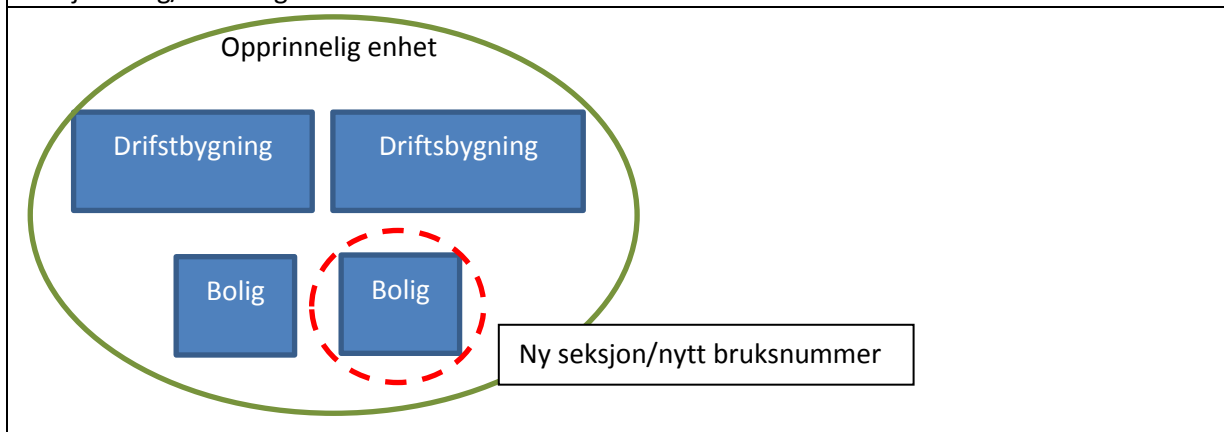 Opprinnelig enhet
Drifstbygning
Driftsbygning
Bolig
Bolig
Ny seksjon/nytt bruksnummer